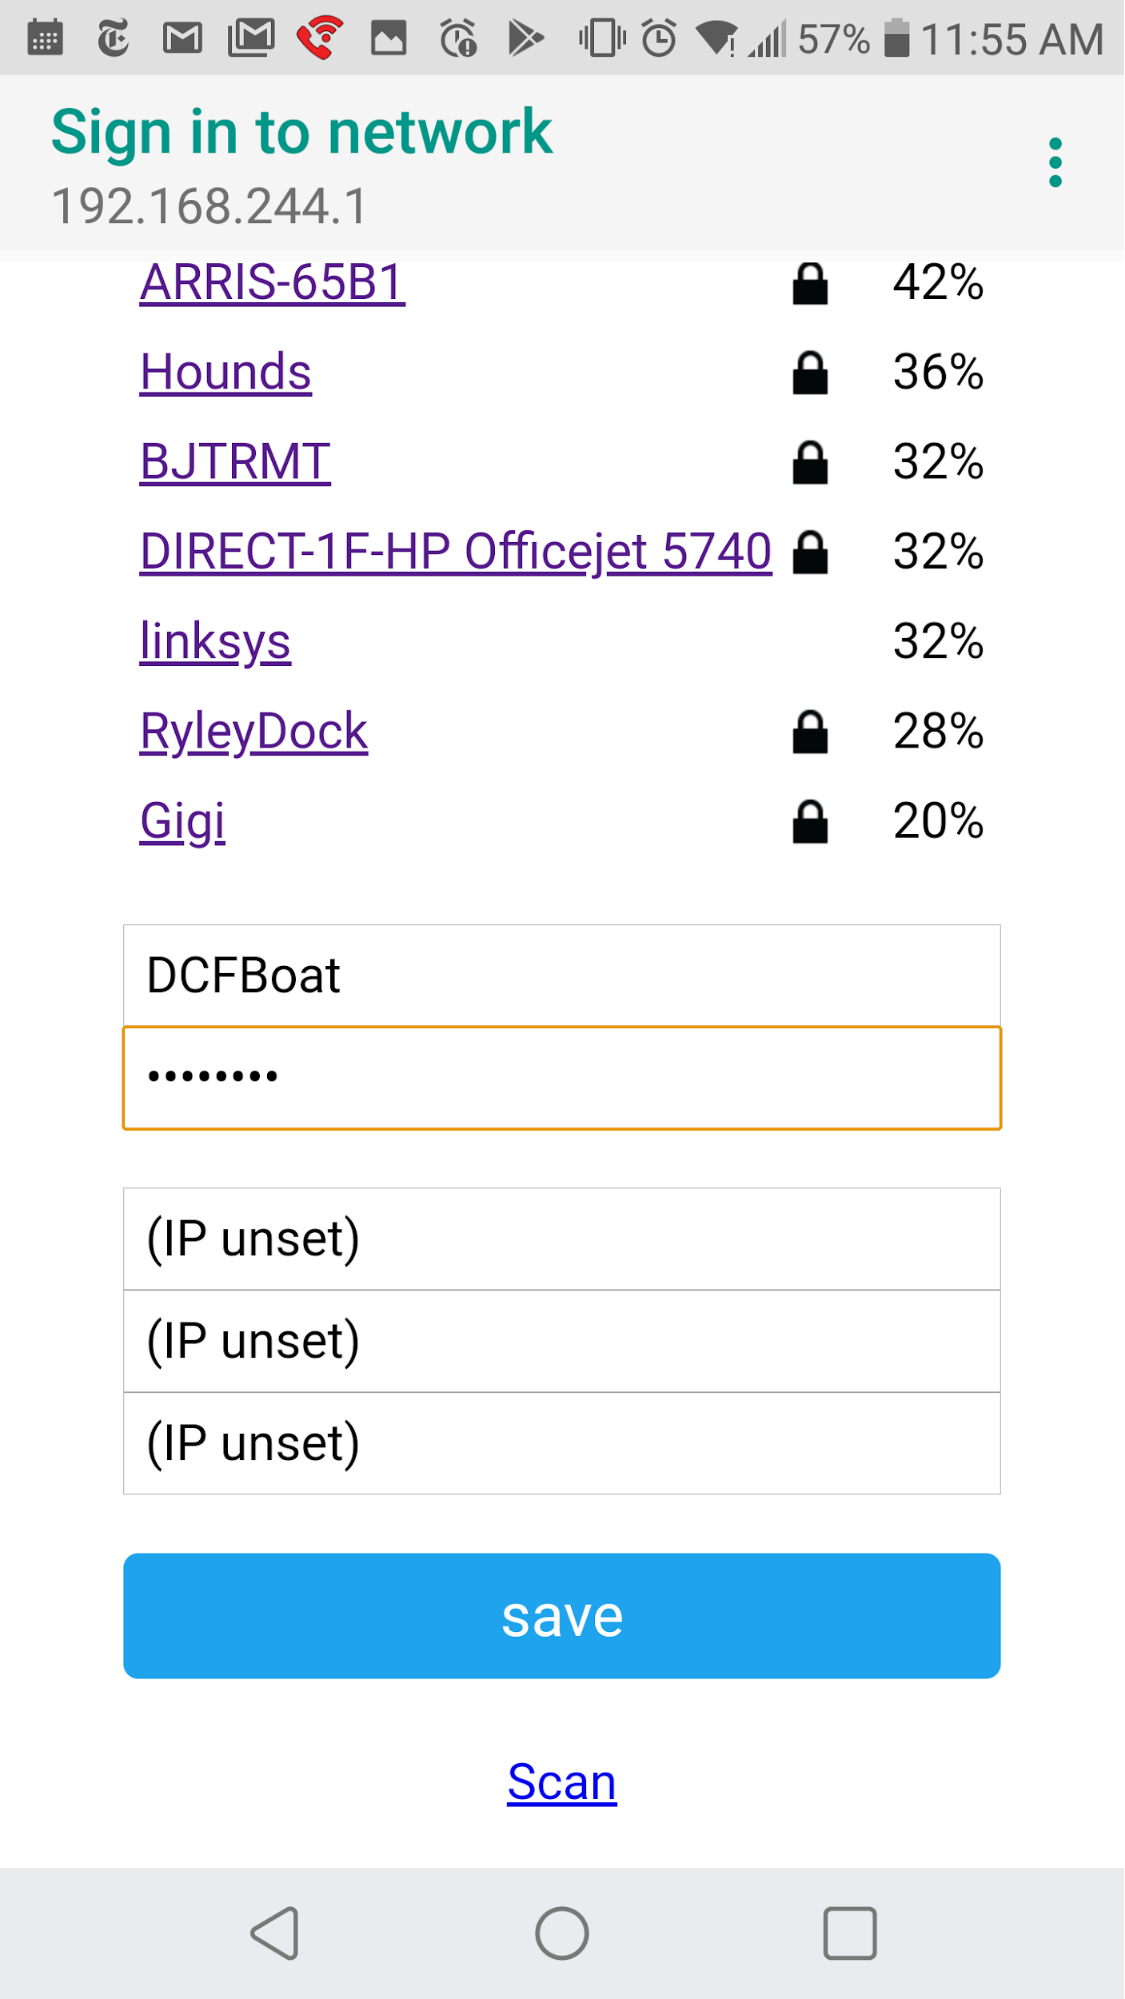 57% 11:55 AM
Sign in to network
192.168.244.1
ARRIS-65B1 42%
Hounds 36%
BJTRMT 32%
DIRECT-1F-HP Officejet 5740 32%
linksys 32%
RyleyDock 28%
Gigi 20%
DCFBoat
••••••••
(IP unset)
(IP unset)
(IP unset)
save
Scan